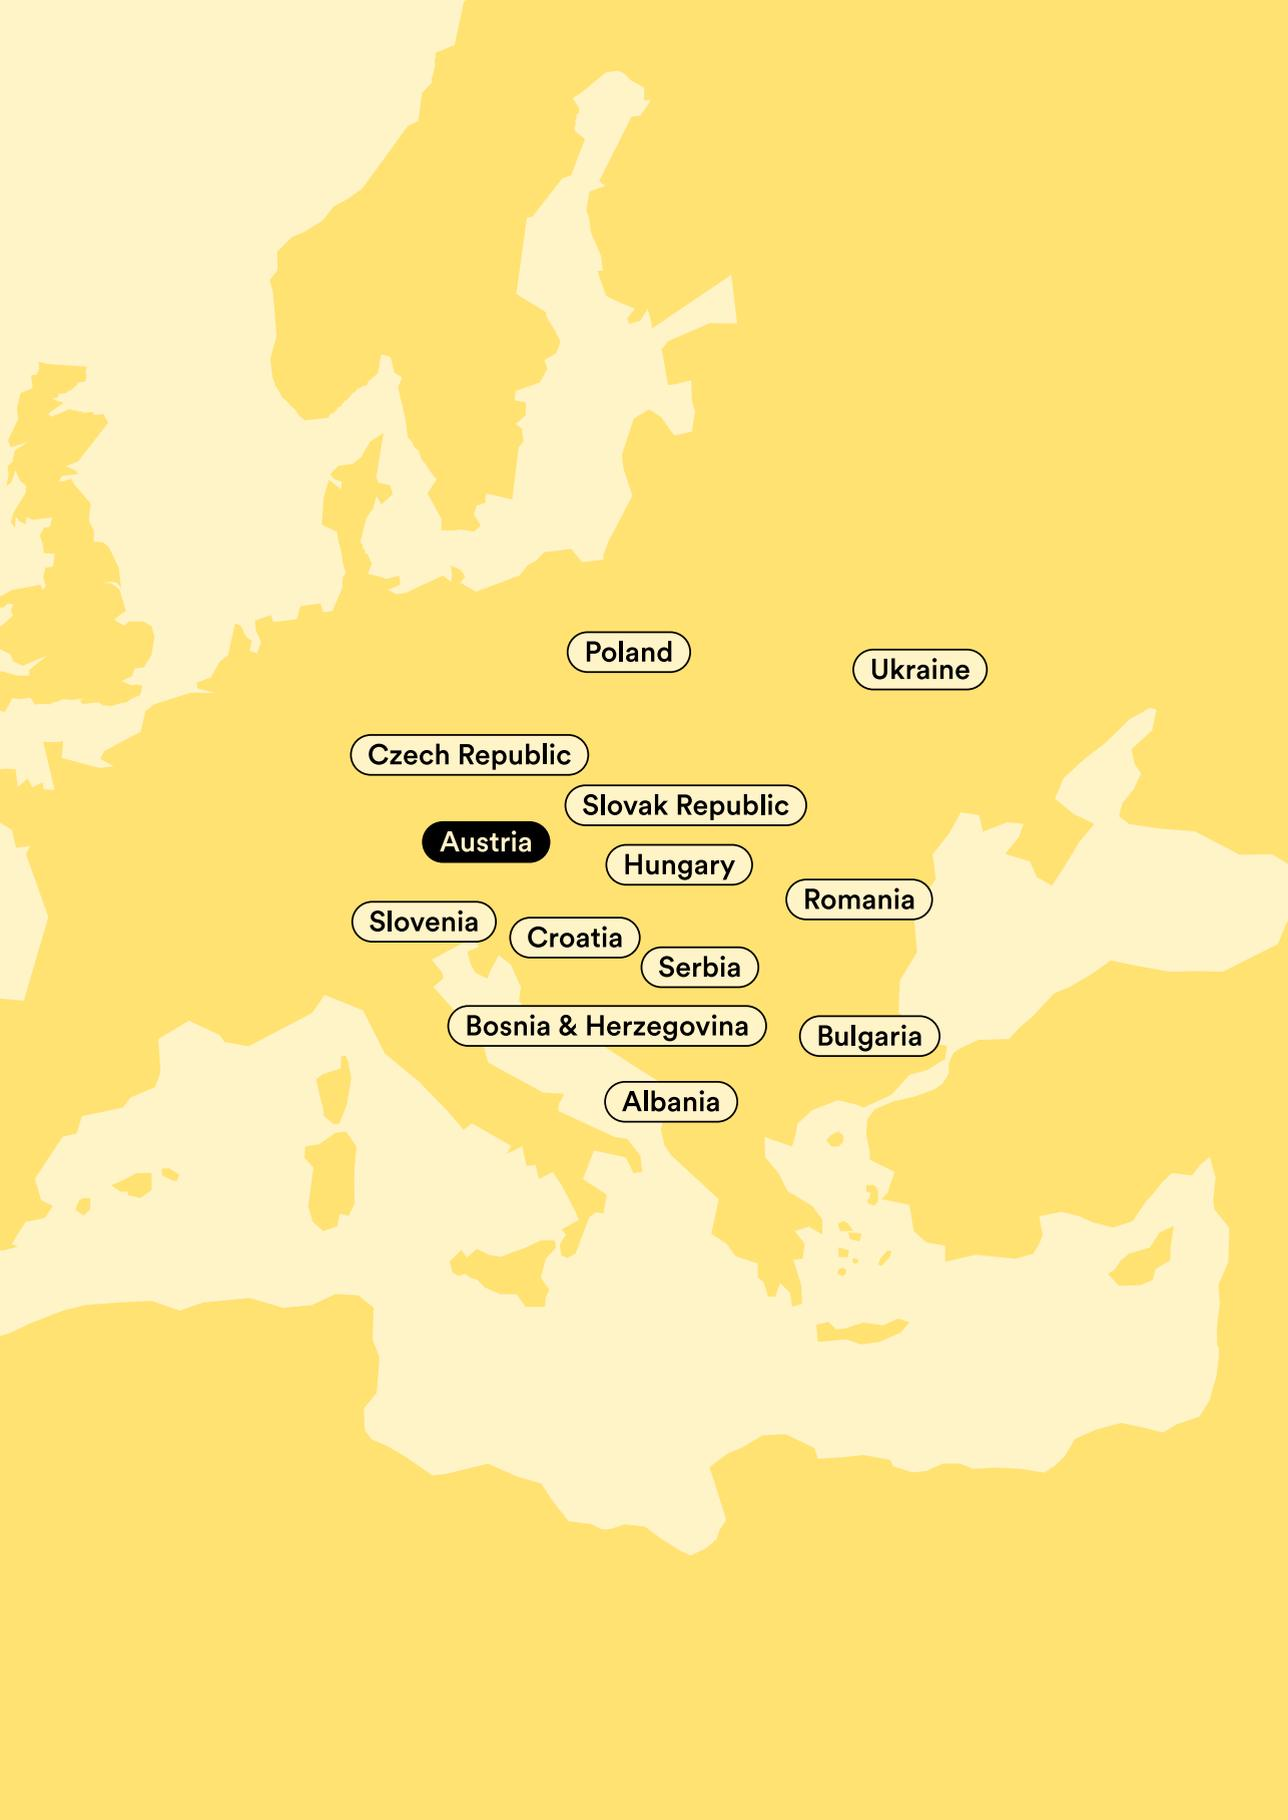 Poland
Ukraine
Czech Republic
Slovak Republic
Austria
Hungary
Romania
Slovenia
Croatia
Serbia
Bosnia & Herzegovina
Bulgaria
Albania